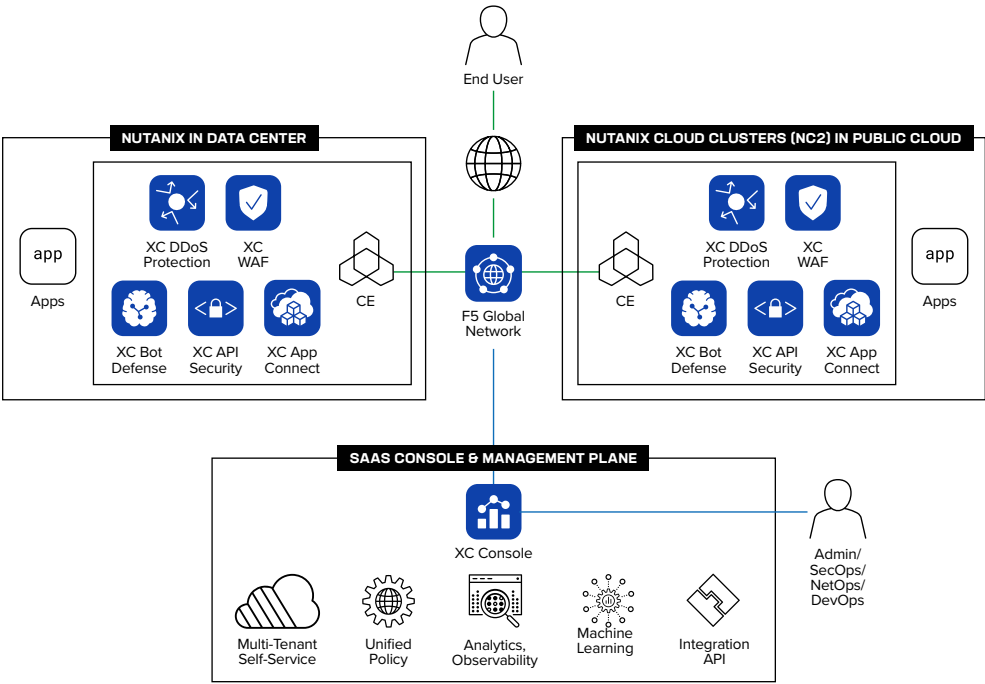 End User
NUTANIX IN DATA CENTER
app
Apps
XC DDoS
Protection
XC
WAF
XC Bot
Defense
XC API
Security
XC App
Connect
CE
F5 Global
Network
NUTANIX CLOUD CLUSTERS (NC2) IN PUBLIC CLOUD
CE
XC DDoS
Protection
XC
WAF
XC Bot
Defense
XC API
Security
XC App
Connect
app
Apps
SAAS CONSOLE & MANAGEMENT PLANE
XC Console
Multi-Tenant
Self-Service
Unified
Policy
Analytics,
Observability
Machine
Learning
Integration
API
Admin/
SecOps/
NetOps/
DevOps